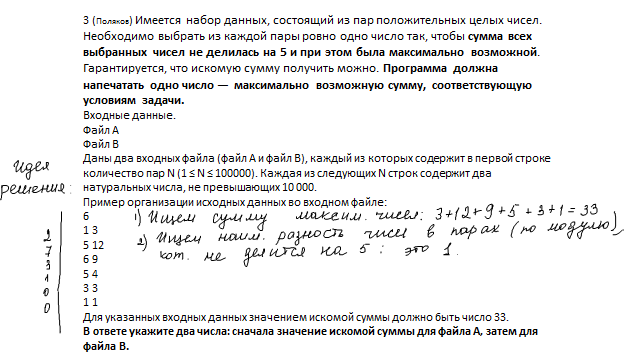 3 (Поляков) Имеется набор данных, состоящий из пар положительных целых чисел.
Необходимо выбрать из каждой пары ровно одно число так, чтобы сумма всех
выбранных чисел не делилась на 5 и при этом была максимально возможной.
Гарантируется, что искомую сумму получить можно. Программа должна
напечатать одно число — максимально возможную сумму, соответствующую
условиям задачи.
Входные данные.
Файл A
Файл B
Даны два входных файла (файл A и файл B), каждый из которых содержит в первой строке
количество пар N (1 ≤ N ≤ 100000). Каждая из следующих N строк содержит два
натуральных числа, не превышающих 10 000.
Пример организации исходных данных во входном файле:
6
1 3
5 12
6 9
5 4
3 3
1 1
Идея
решения:
2
7
3
1
0
0
1) Ищем сумму максим. чисел: 3+12+9+5+3+1=33
2) Ищем наим. разность чисел в парах (по модулю),
кот. не делится на 5: это 1.
Для указанных входных данных значением искомой суммы должно быть число 33.
В ответе укажите два числа: сначала значение искомой суммы для файла A, затем для
файла B.